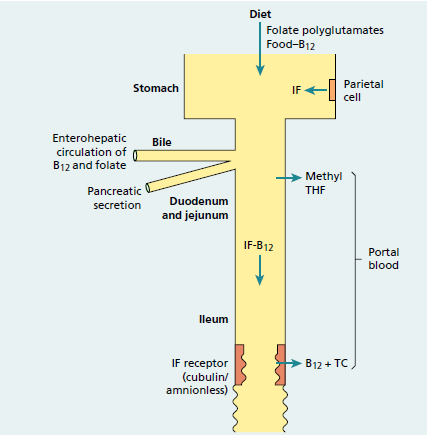 Diet
Folate polyglutamates
Food–B12
Stomach
IF
Parietal
cell
Enterohepatic
circulation of
B12 and folate
Bile
Methyl
THF
Pancreatic
secretion
Duodenum
and jejunum
IF-B12
Portal
blood
Ileum
IF receptor
(cubulin/
amnionless)
B12 + TC